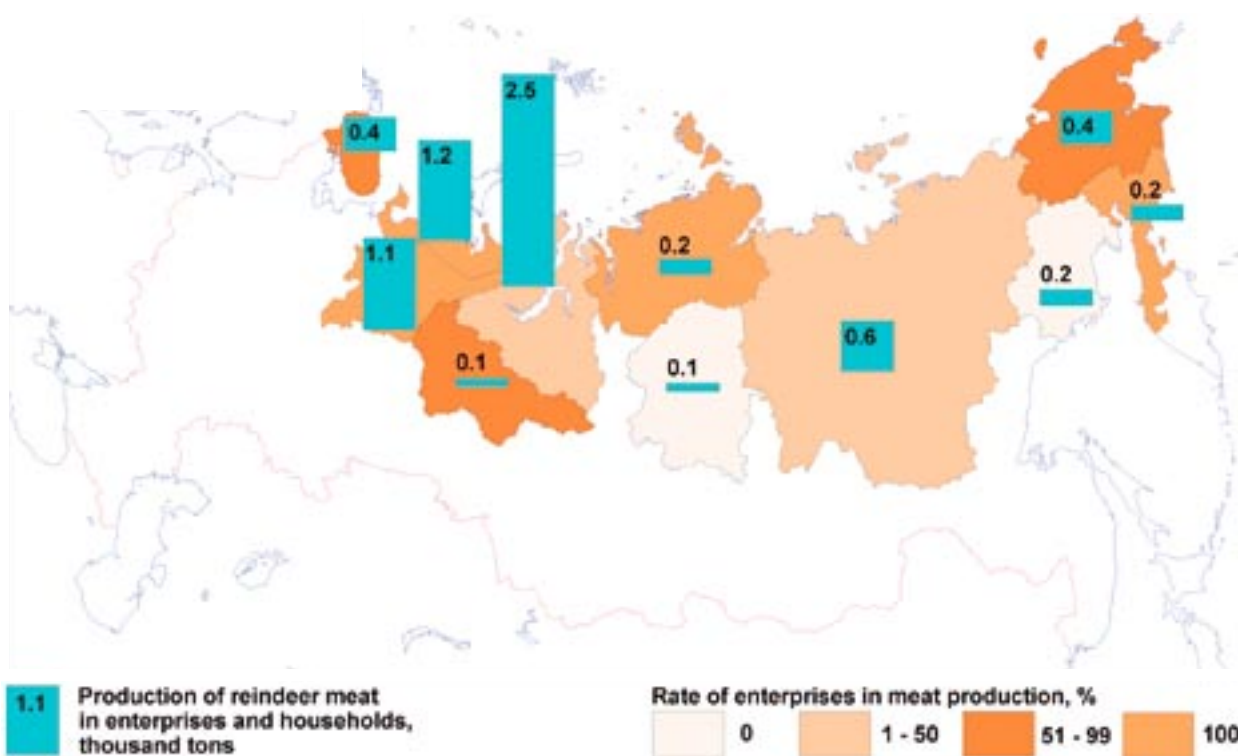 2.5
0.4
1.2
0.4
0.2
1.1
0.2
0.2
0.6
0.1
0.1
1.1
Production of reindeer meat
in enterprises and households,
thousand tons
Rate of enterprises in meat production, %
0
1 - 50
51 - 99
100